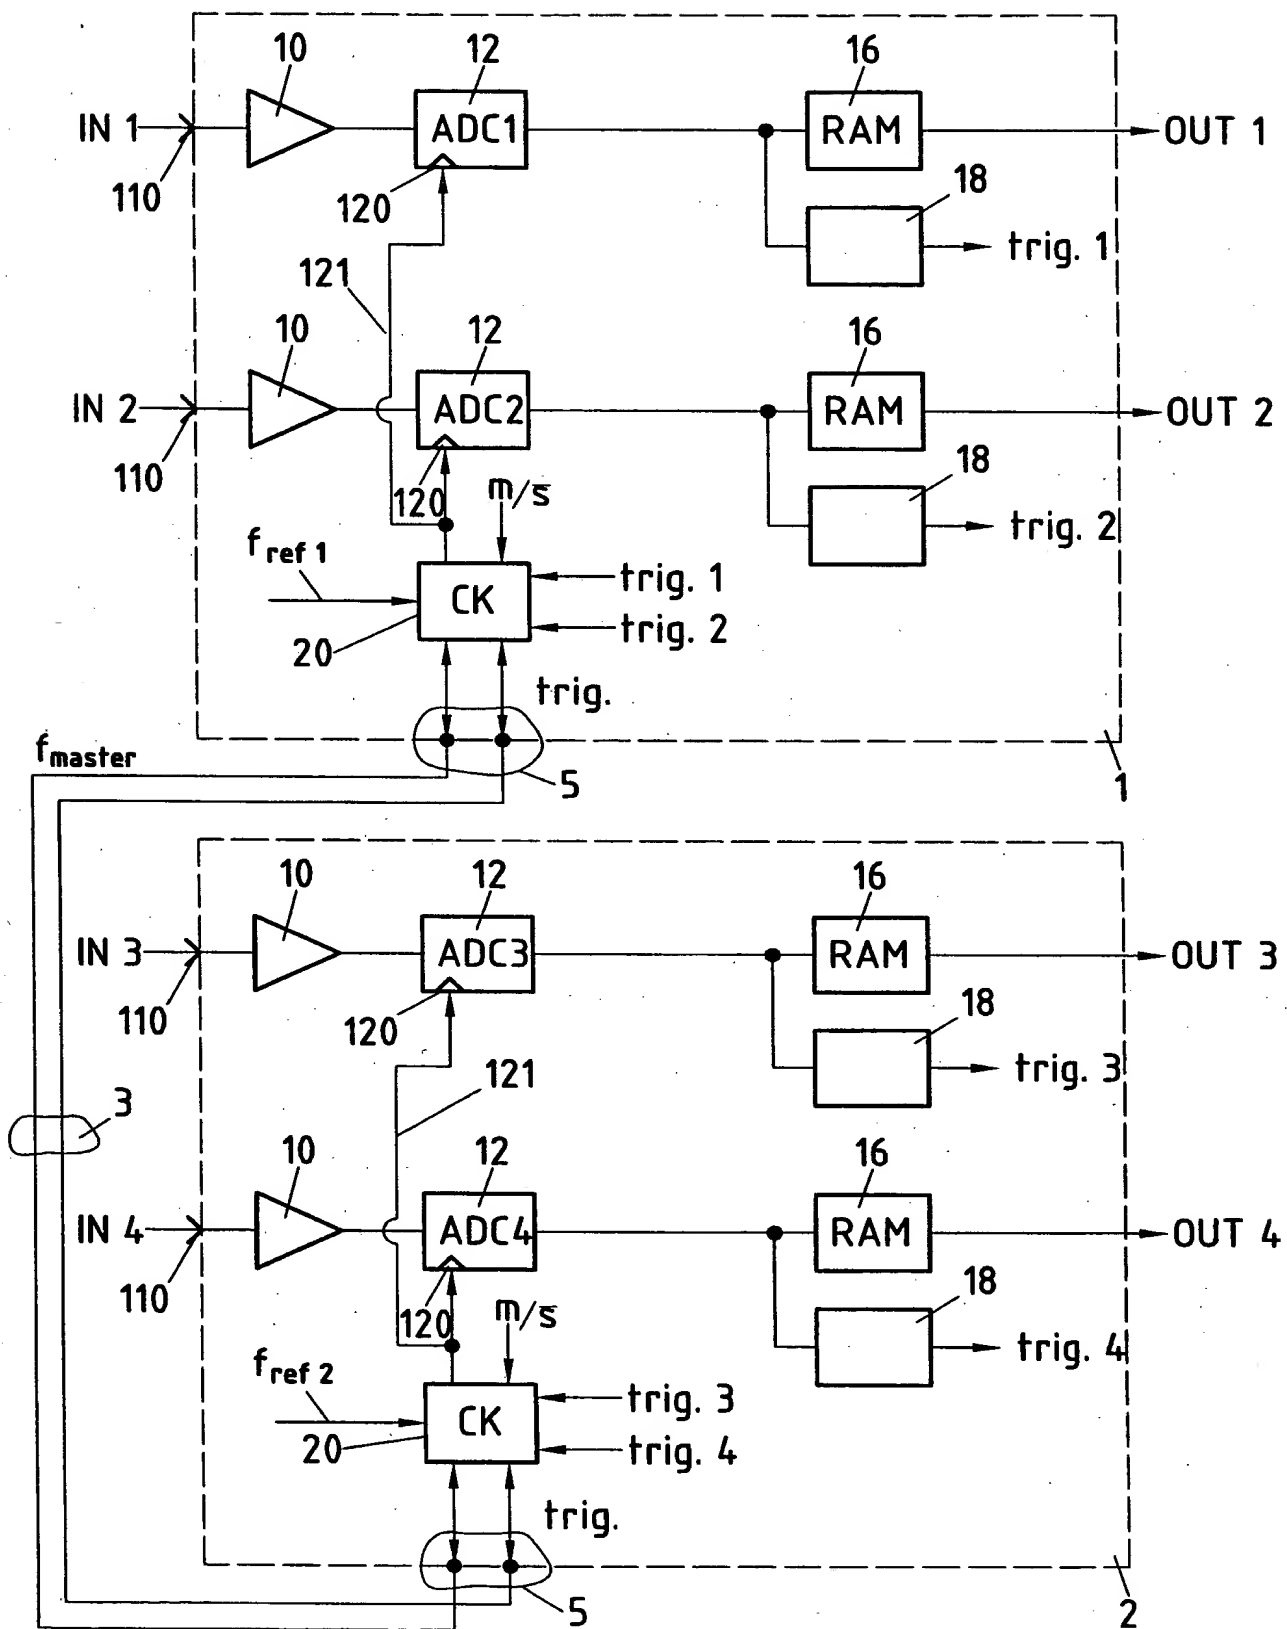 10
12
16
IN 1
ADC1
RAM
OUT 1
110
120
18
trig. 1
121
10
12
16
IN 2
ADC2
RAM
OUT 2
110
120
m/s̅
18
trig. 2
fref 1
CK
trig. 1
trig. 2
20
trig.
fmaster
5
1
10
12
16
IN 3
ADC3
RAM
OUT 3
110
120
18
trig. 3
121
3
10
12
16
IN 4
ADC4
RAM
OUT 4
110
120
m/s̅
18
trig. 4
fref 2
CK
trig. 3
trig. 4
20
trig.
5
2